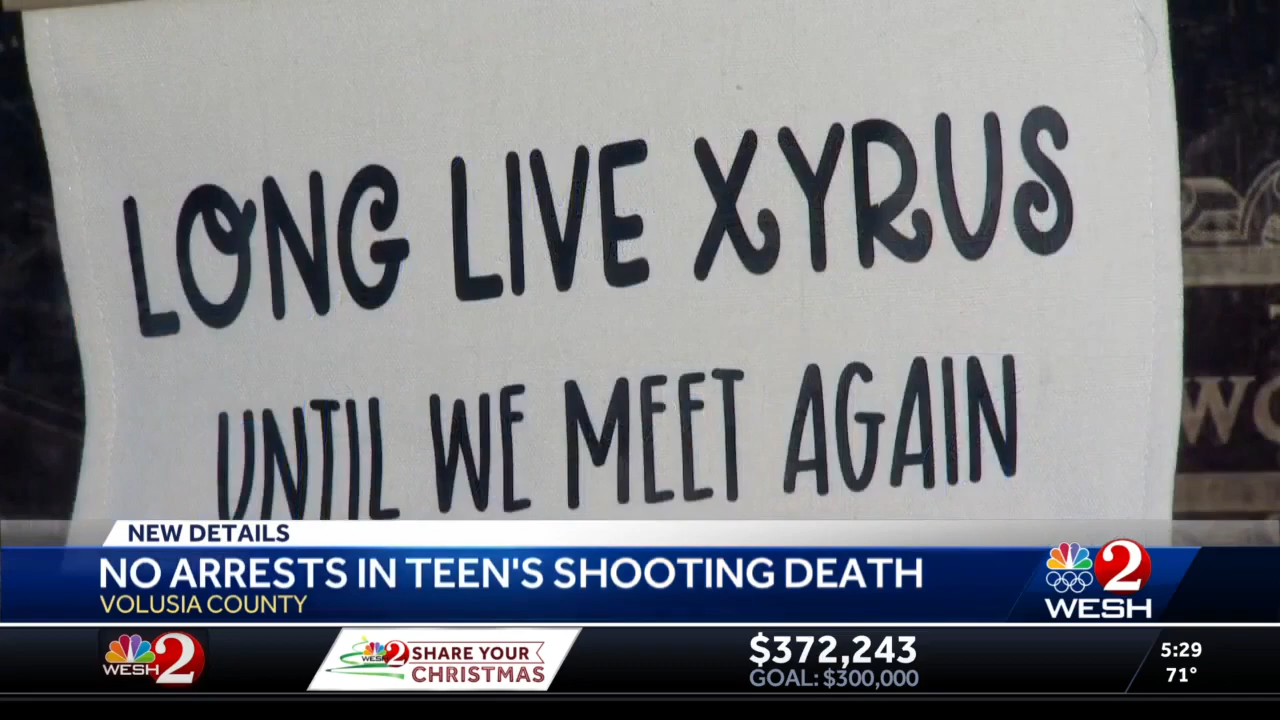 LONG LIVE XYRUS
UNTIL WE MEET AGAIN
WO
NEW DETAILS
NO ARRESTS IN TEEN'S SHOOTING DEATH
VOLUSIA COUNTY
2
WESH
WESH 2
WESH 2 SHARE YOUR
CHRISTMAS
$372,243
GOAL: $300,000
5:29
71°